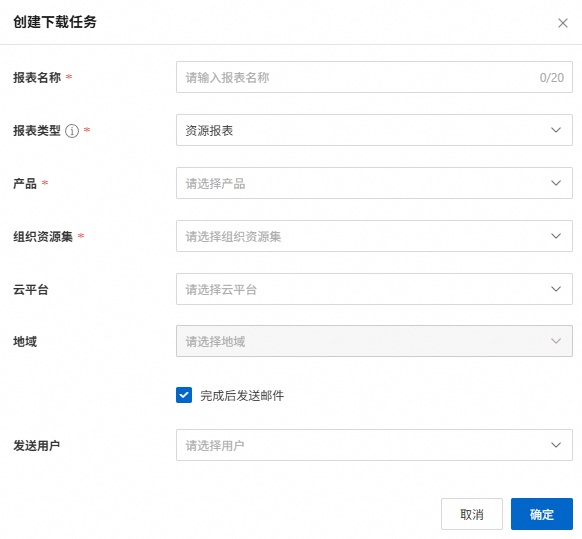 创建下载任务
报表名称 * 请输入报表名称 0/20
报表类型 * 资源报表
产品 * 请选择产品
组织资源集 * 请选择组织资源集
云平台 请选择云平台
地域 请选择地域
完成后发送邮件
发送用户 请选择用户
取消 确定